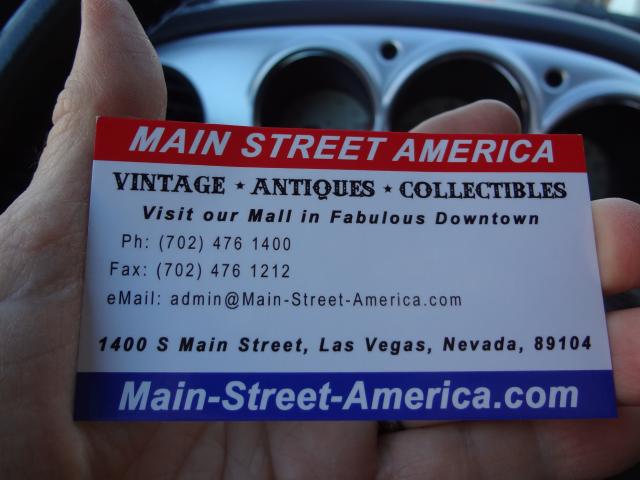 MAIN STREET AMERICA
VINTAGE ★ ANTIQUES ★ COLLECTIBLES
Visit our Mall in Fabulous Downtown
Ph: (702) 476 1400
Fax: (702) 476 1212
eMail: admin@Main-Street-America.com
1400 S Main Street, Las Vegas, Nevada, 89104
Main-Street-America.com